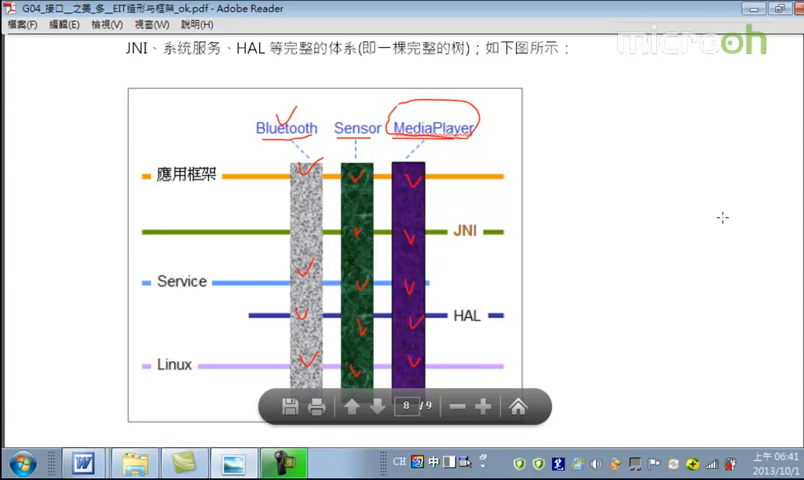 G04_接口__之美_多__EIT造形与框架_ok.pdf - Adobe Reader
檔案(F) 編輯(E) 檢視(V) 視窗(W) 說明(H)
microoh
JNI、系统服务、HAL 等完整的体系(即一棵完整的树)；如下图所示：
Bluetooth Sensor MediaPlayer
應用框架
JNI
Service
HAL
Linux
8 / 9
CH 中
上午 06:41
2013/10/1